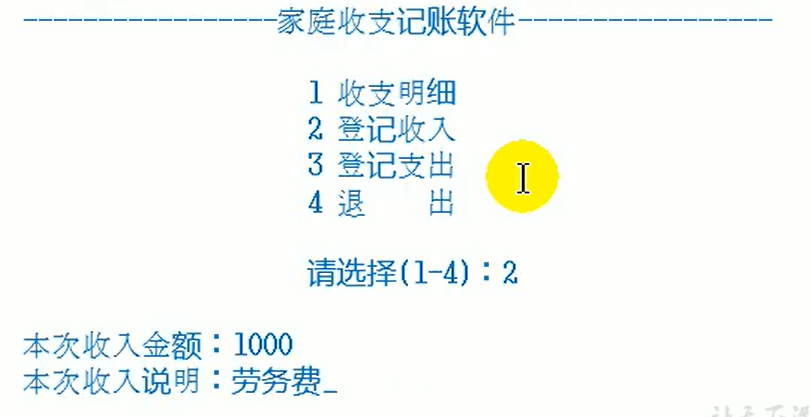 -----------------家庭收支记账软件-----------------
1 收支明细
2 登记收入
3 登记支出
4 退　　出
请选择(1-4)：2
本次收入金额：1000
本次收入说明：劳务费_